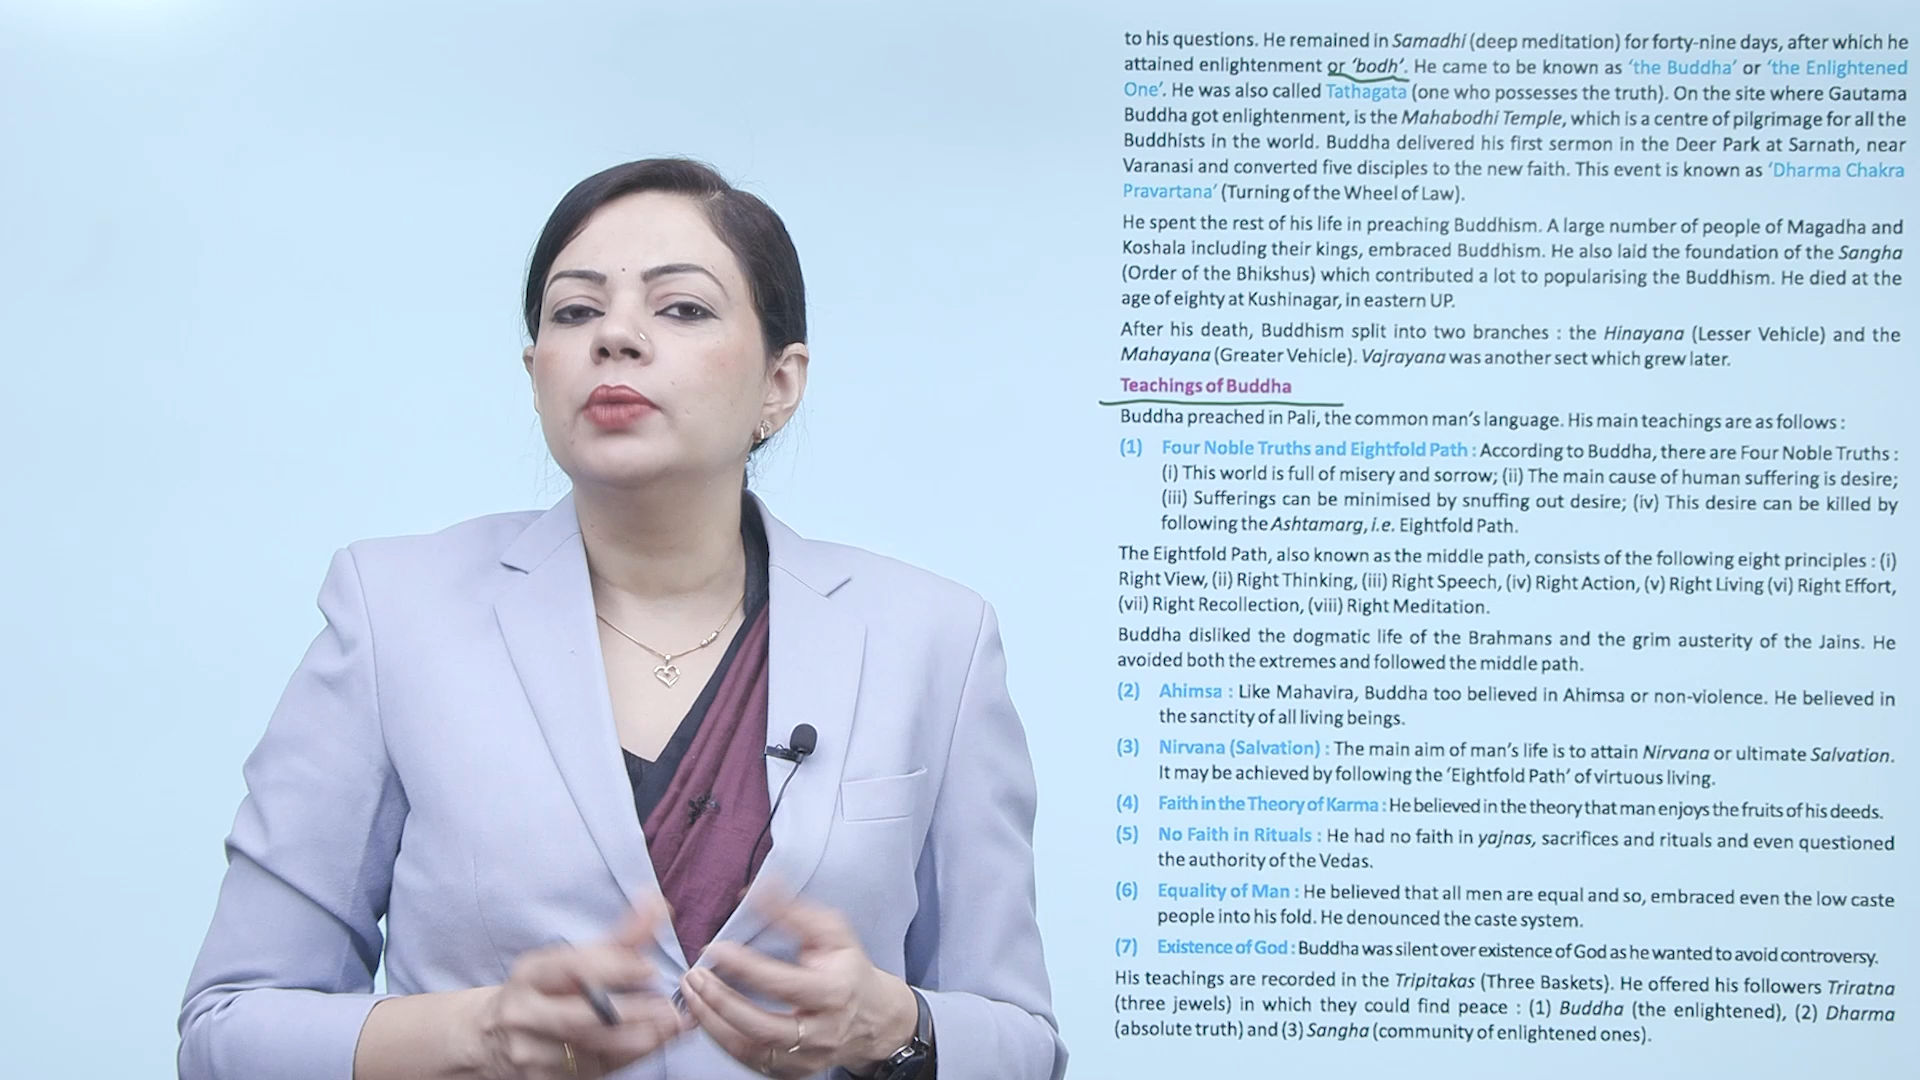 to his questions. He remained in Samadhi (deep meditation) for forty-nine days, after which he
attained enlightenment or ‘bodh’. He came to be known as ‘the Buddha’ or ‘the Enlightened
One’. He was also called Tathagata (one who possesses the truth). On the site where Gautama
Buddha got enlightenment, is the Mahabodhi Temple, which is a centre of pilgrimage for all the
Buddhists in the world. Buddha delivered his first sermon in the Deer Park at Sarnath, near
Varanasi and converted five disciples to the new faith. This event is known as ‘Dharma Chakra
Pravartana’ (Turning of the Wheel of Law).
He spent the rest of his life in preaching Buddhism. A large number of people of Magadha and
Koshala including their kings, embraced Buddhism. He also laid the foundation of the Sangha
(Order of the Bhikshus) which contributed a lot to popularising the Buddhism. He died at the
age of eighty at Kushinagar, in eastern UP.
After his death, Buddhism split into two branches : the Hinayana (Lesser Vehicle) and the
Mahayana (Greater Vehicle). Vajrayana was another sect which grew later.
Teachings of Buddha
Buddha preached in Pali, the common man’s language. His main teachings are as follows :
(1) Four Noble Truths and Eightfold Path : According to Buddha, there are Four Noble Truths :
(i) This world is full of misery and sorrow; (ii) The main cause of human suffering is desire;
(iii) Sufferings can be minimised by snuffing out desire; (iv) This desire can be killed by
following the Ashtamarg, i.e. Eightfold Path.
The Eightfold Path, also known as the middle path, consists of the following eight principles : (i)
Right View, (ii) Right Thinking, (iii) Right Speech, (iv) Right Action, (v) Right Living (vi) Right Effort,
(vii) Right Recollection, (viii) Right Meditation.
Buddha disliked the dogmatic life of the Brahmans and the grim austerity of the Jains. He
avoided both the extremes and followed the middle path.
(2) Ahimsa : Like Mahavira, Buddha too believed in Ahimsa or non-violence. He believed in
the sanctity of all living beings.
(3) Nirvana (Salvation) : The main aim of man’s life is to attain Nirvana or ultimate Salvation.
It may be achieved by following the ‘Eightfold Path’ of virtuous living.
(4) Faith in the Theory of Karma : He believed in the theory that man enjoys the fruits of his deeds.
(5) No Faith in Rituals : He had no faith in yajnas, sacrifices and rituals and even questioned
the authority of the Vedas.
(6) Equality of Man : He believed that all men are equal and so, embraced even the low caste
people into his fold. He denounced the caste system.
(7) Existence of God : Buddha was silent over existence of God as he wanted to avoid controversy.
His teachings are recorded in the Tripitakas (Three Baskets). He offered his followers Triratna
(three jewels) in which they could find peace : (1) Buddha (the enlightened), (2) Dharma
(absolute truth) and (3) Sangha (community of enlightened ones).